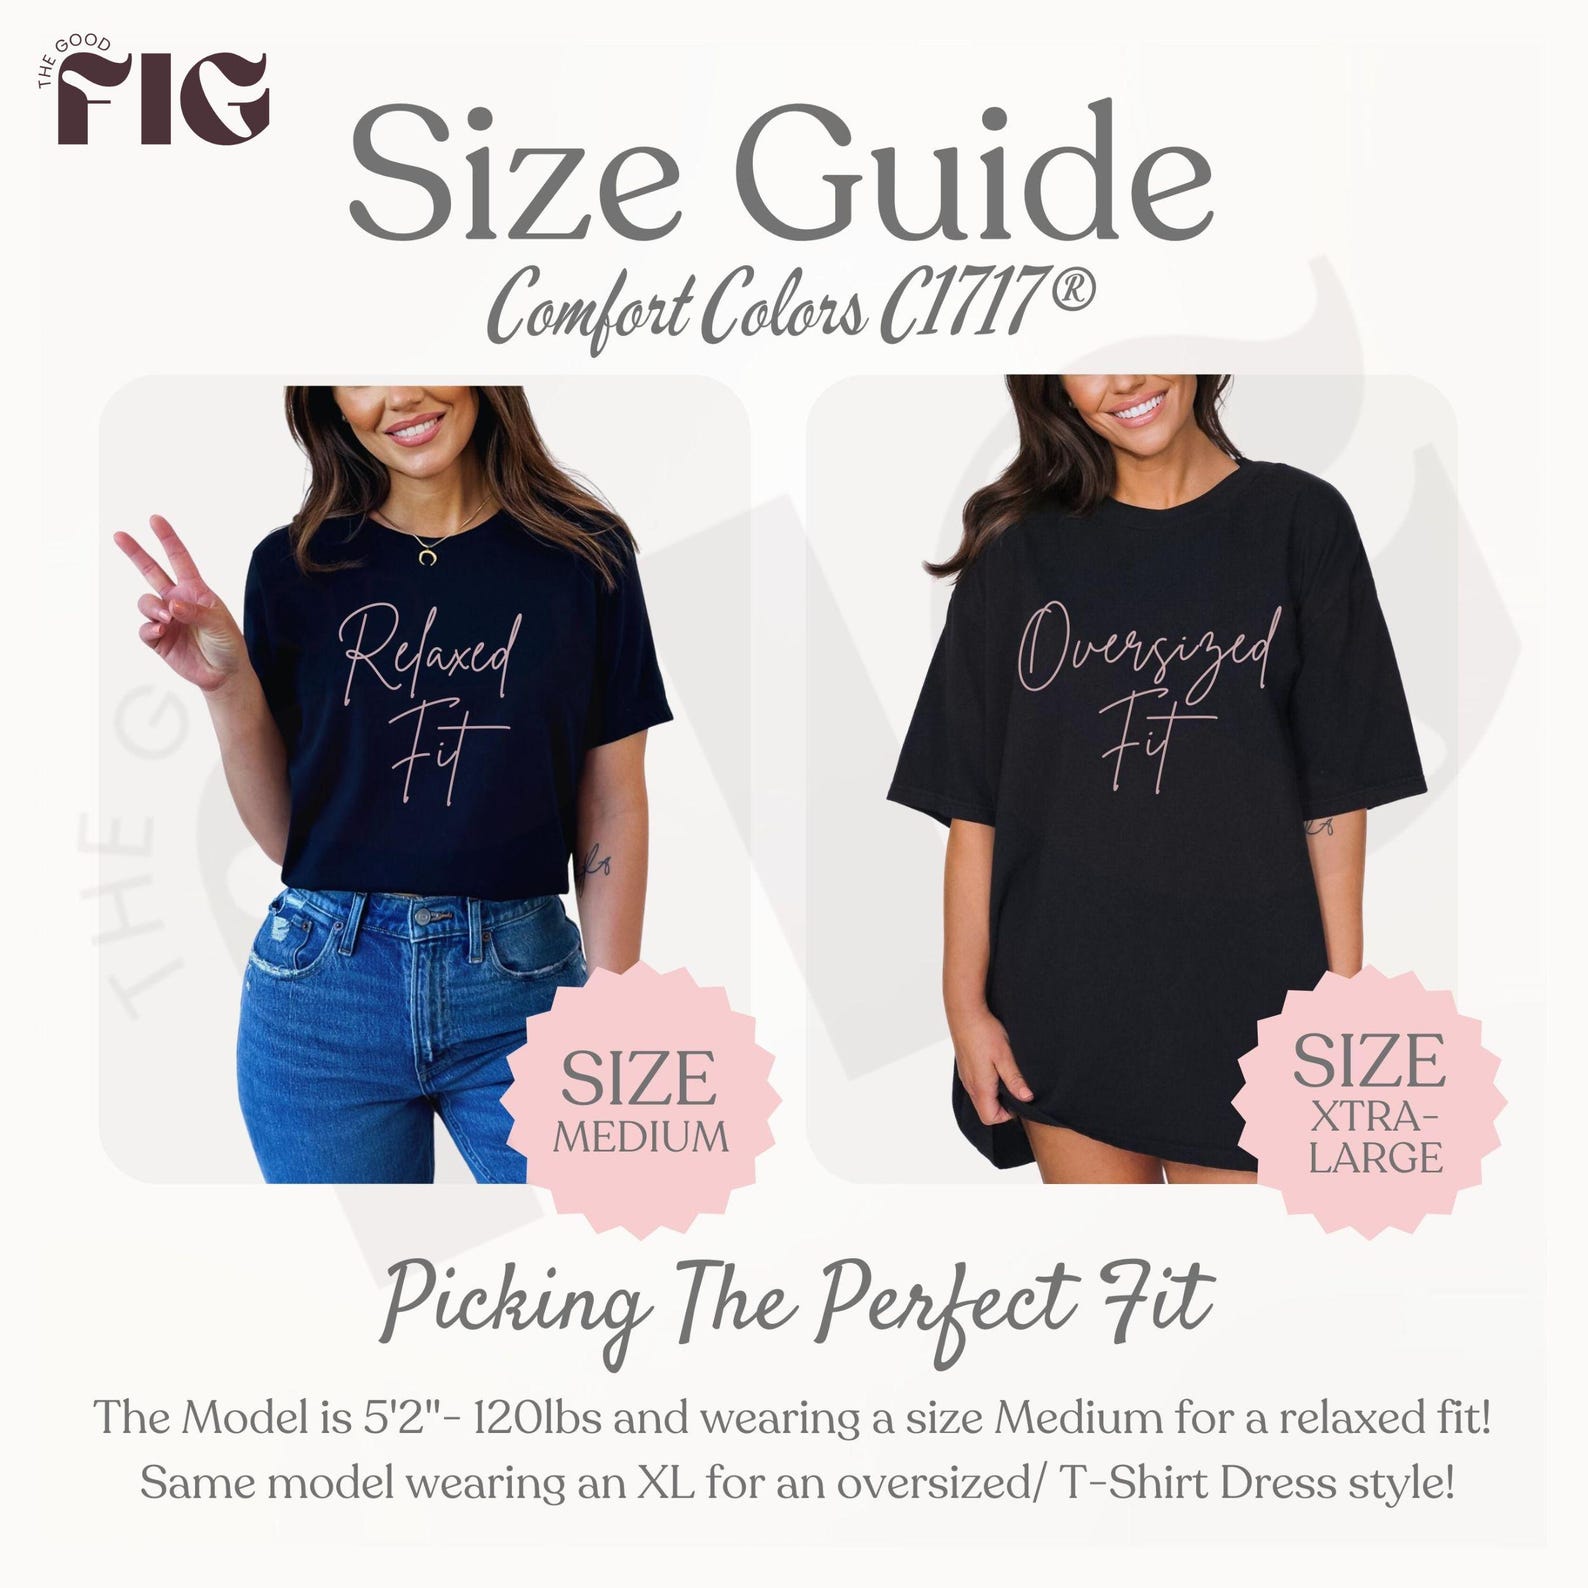 THE GOOD
FIG
Size Guide
Comfort Colors C1717®
Relaxed
Fit
Oversized
Fit
SIZE
MEDIUM
SIZE
XTRA-
LARGE
Picking The Perfect Fit
The Model is 5'2"- 120lbs and wearing a size Medium for a relaxed fit!
Same model wearing an XL for an oversized/ T-Shirt Dress style!
THE G